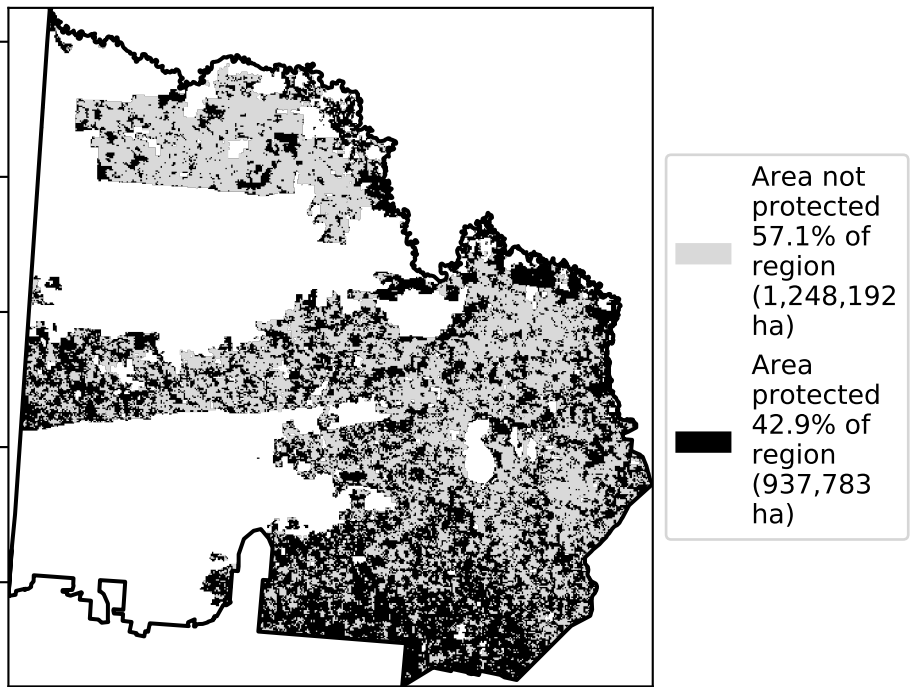 Area not
protected
57.1% of
region
(1,248,192
ha)
Area
protected
42.9% of
region
(937,783
ha)